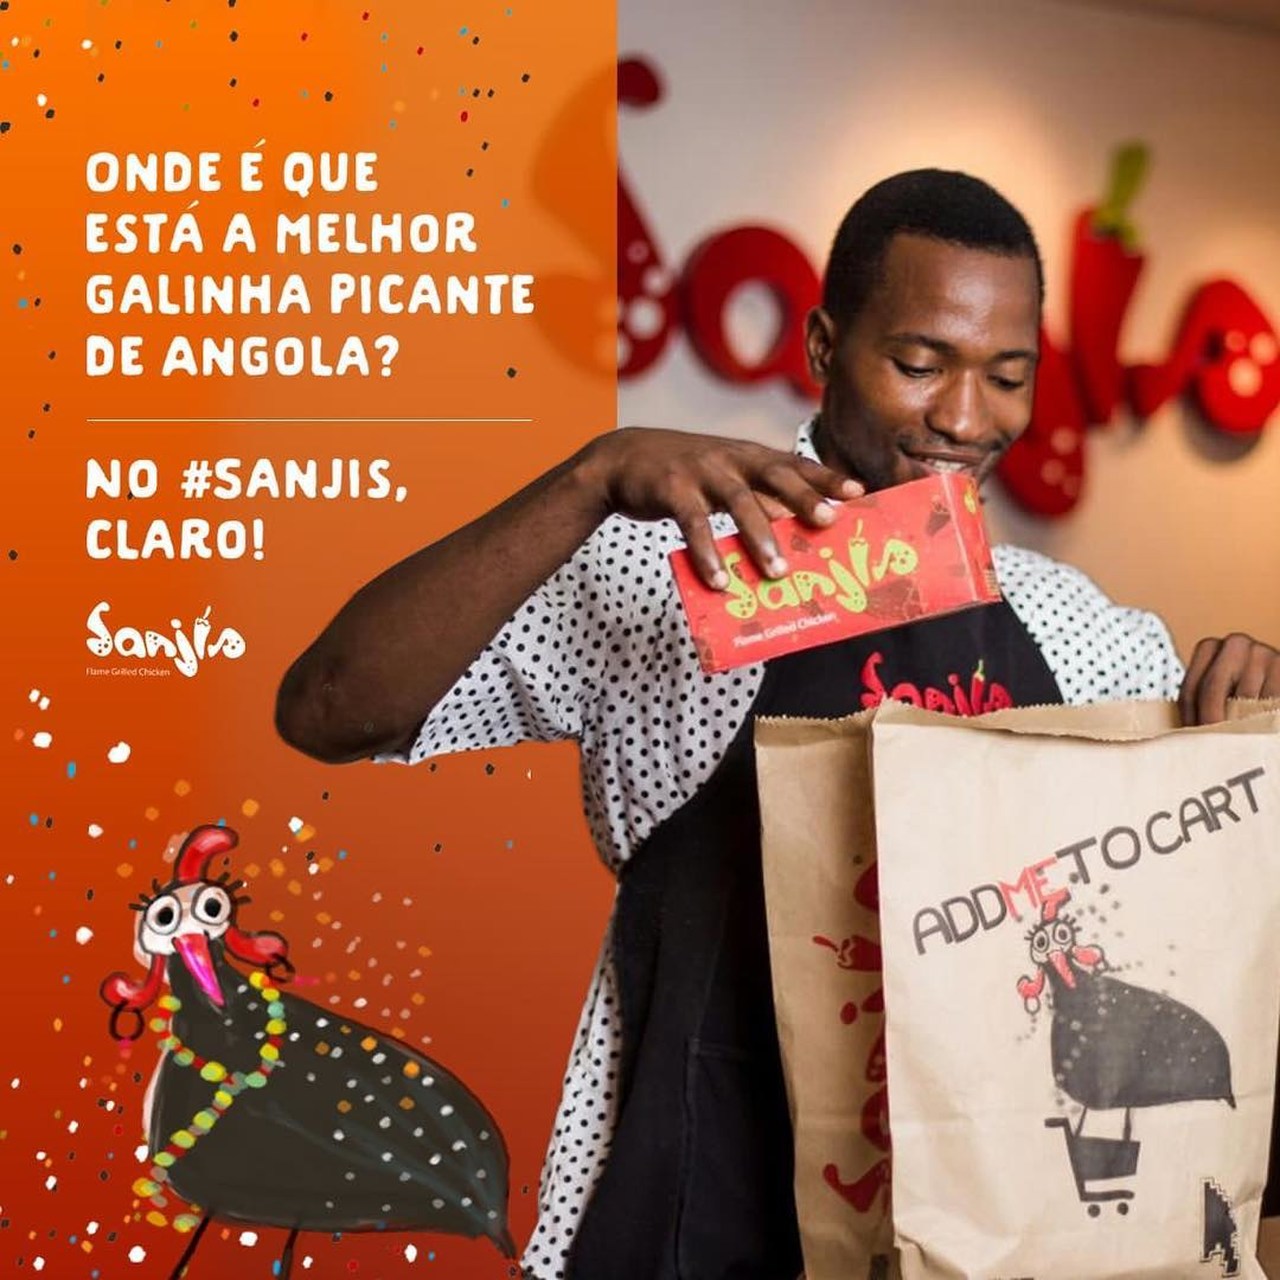 ONDE É QUE
ESTÁ A MELHOR
GALINHA PICANTE
DE ANGOLA?
NO #SANJIS,
CLARO!
Sanjis
Flame Grilled Chicken
Sanjis
Sanjis
Flame Grilled Chicken
Sanjis
ADDMETOCART